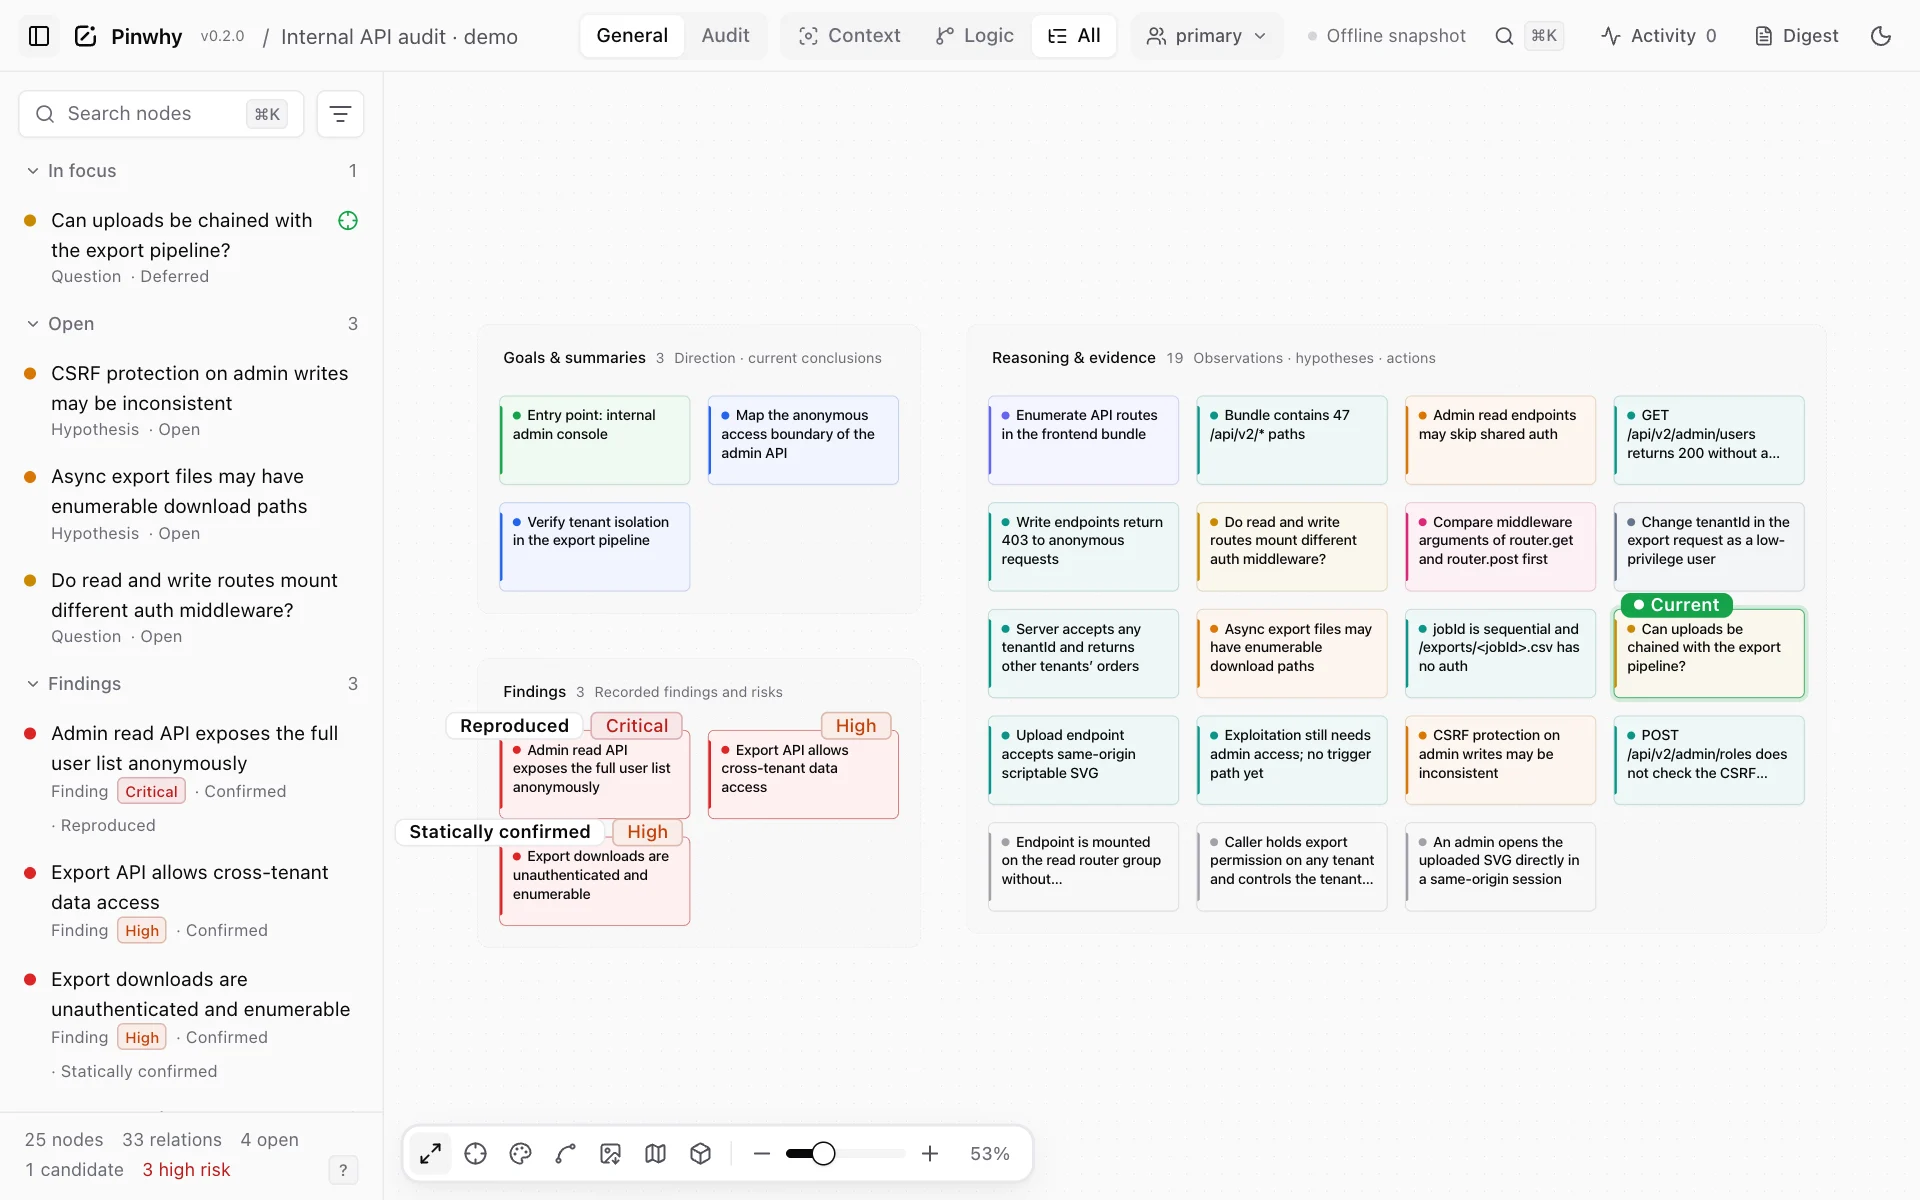 Pinwhy v0.2.0 / Internal API audit · demo
General Audit Context Logic All primary Offline snapshot ⌘K Activity 0 Digest
Search nodes ⌘K
In focus 1
Can uploads be chained with
the export pipeline?
Question · Deferred
Open 3
CSRF protection on admin writes
may be inconsistent
Hypothesis · Open
Async export files may have
enumerable download paths
Hypothesis · Open
Do read and write routes mount
different auth middleware?
Question · Open
Findings 3
Admin read API exposes the full
user list anonymously
Finding Critical · Confirmed
· Reproduced
Export API allows cross-tenant
data access
Finding High · Confirmed
Export downloads are
unauthenticated and enumerable
Finding High · Confirmed
· Statically confirmed
25 nodes 33 relations 4 open
1 candidate 3 high risk ?
Goals & summaries 3 Direction · current conclusions
Entry point: internal
admin console
Map the anonymous
access boundary of the
admin API
Verify tenant isolation
in the export pipeline
Findings 3 Recorded findings and risks
Reproduced Critical
Admin read API
exposes the full user list
anonymously
High
Export API allows
cross-tenant data
access
Statically confirmed High
Export downloads are
unauthenticated and
enumerable
Reasoning & evidence 19 Observations · hypotheses · actions
Enumerate API routes
in the frontend bundle
Bundle contains 47
/api/v2/* paths
Admin read endpoints
may skip shared auth
GET
/api/v2/admin/users
returns 200 without a...
Write endpoints return
403 to anonymous
requests
Do read and write
routes mount different
auth middleware?
Compare middleware
arguments of router.get
and router.post first
Change tenantId in the
export request as a low-
privilege user
Server accepts any
tenantId and returns
other tenants’ orders
Async export files may
have enumerable
download paths
jobId is sequential and
/exports/<jobId>.csv has
no auth
Current
Can uploads be
chained with the export
pipeline?
Upload endpoint
accepts same-origin
scriptable SVG
Exploitation still needs
admin access; no trigger
path yet
CSRF protection on
admin writes may be
inconsistent
POST
/api/v2/admin/roles does
not check the CSRF...
Endpoint is mounted
on the read router group
without...
Caller holds export
permission on any tenant
and controls the tenant...
An admin opens the
uploaded SVG directly in
a same-origin session
53%